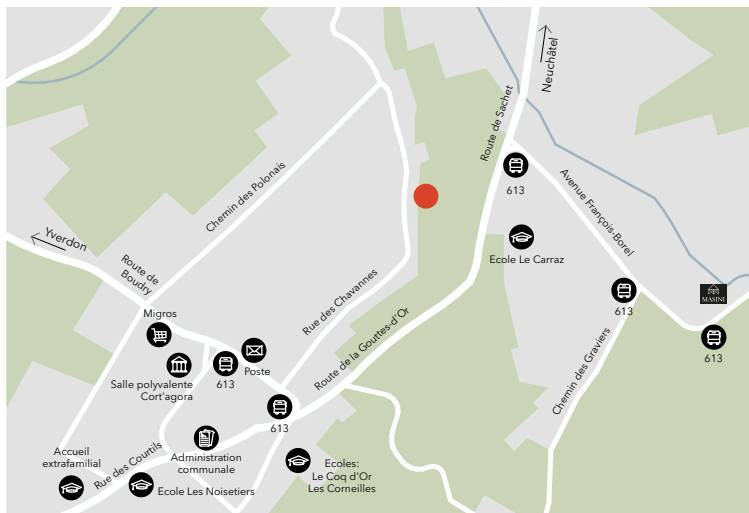 Neuchâtel
Route de Sachet
613
Avenue François-Borel
Chemin des Polonais
Yverdon
Ecole Le Carraz
Route de
Boudry
Rue des Chavannes
MASINI
Migros
613
Route de la Gouttes-d'Or
613
Poste
Salle polyvalente
Cort'agora
613
Chemin des Graviers
613
Accueil
extrafamilial
Rue des Courtils
Administration
communale
Ecoles:
Le Coq d'Or
Les Corneilles
Ecole Les Noisetiers